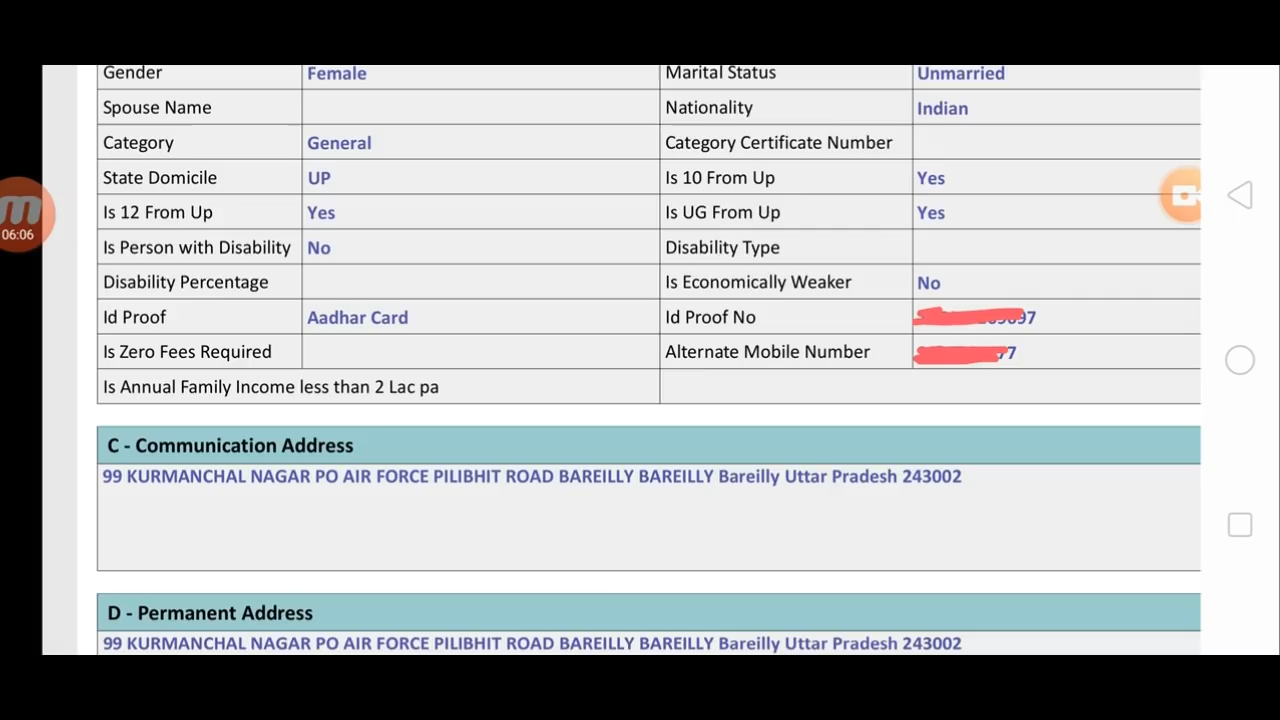 Gender Female Marital Status Unmarried
Spouse Name Nationality Indian
Category General Category Certificate Number
State Domicile UP Is 10 From Up Yes
Is 12 From Up Yes Is UG From Up Yes
Is Person with Disability No Disability Type
Disability Percentage Is Economically Weaker No
Id Proof Aadhar Card Id Proof No
Is Zero Fees Required Alternate Mobile Number
Is Annual Family Income less than 2 Lac pa
06:06
C - Communication Address
99 KURMANCHAL NAGAR PO AIR FORCE PILIBHIT ROAD BAREILLY BAREILLY Bareilly Uttar Pradesh 243002
D - Permanent Address
99 KURMANCHAL NAGAR PO AIR FORCE PILIBHIT ROAD BAREILLY BAREILLY Bareilly Uttar Pradesh 243002